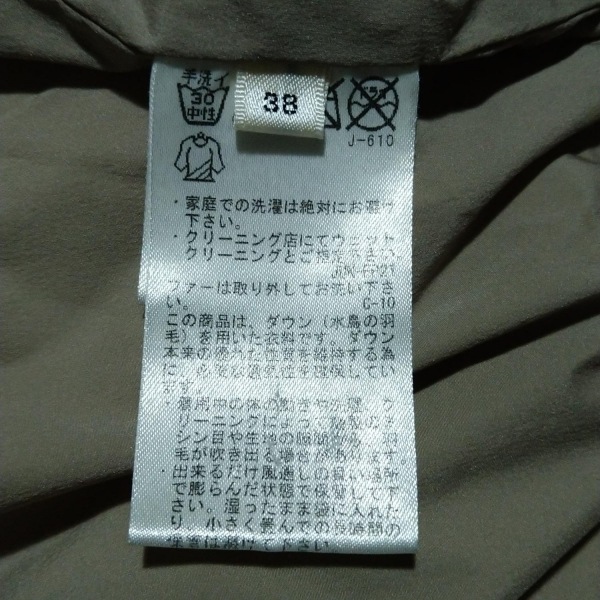 手洗イ
30
中性
38
ドライ
J-610
・家庭での洗濯は絶対にお避け
下さい。
・クリーニング店にてウェット
クリーニングとご指定下さい。
ファーは取り外してお洗い下さ
い。 C-10
この商品は、ダウン（水鳥の羽
毛）を用いた衣料です。ダウン
本来の優れた性質を維持する為
に、必要な通気性を確保してい
ます。
・着用中の体の動きや洗濯、ク
リーニングによって、縫製のミ
シン目や生地の隙間から、羽
毛が吹き出る場合があります
・出来るだけ風通しの良い場所
で膨らんだ状態で保管して下
さい。湿ったまま袋に入れた
り、小さく畳んでの長時間の
保管は避けて下さい